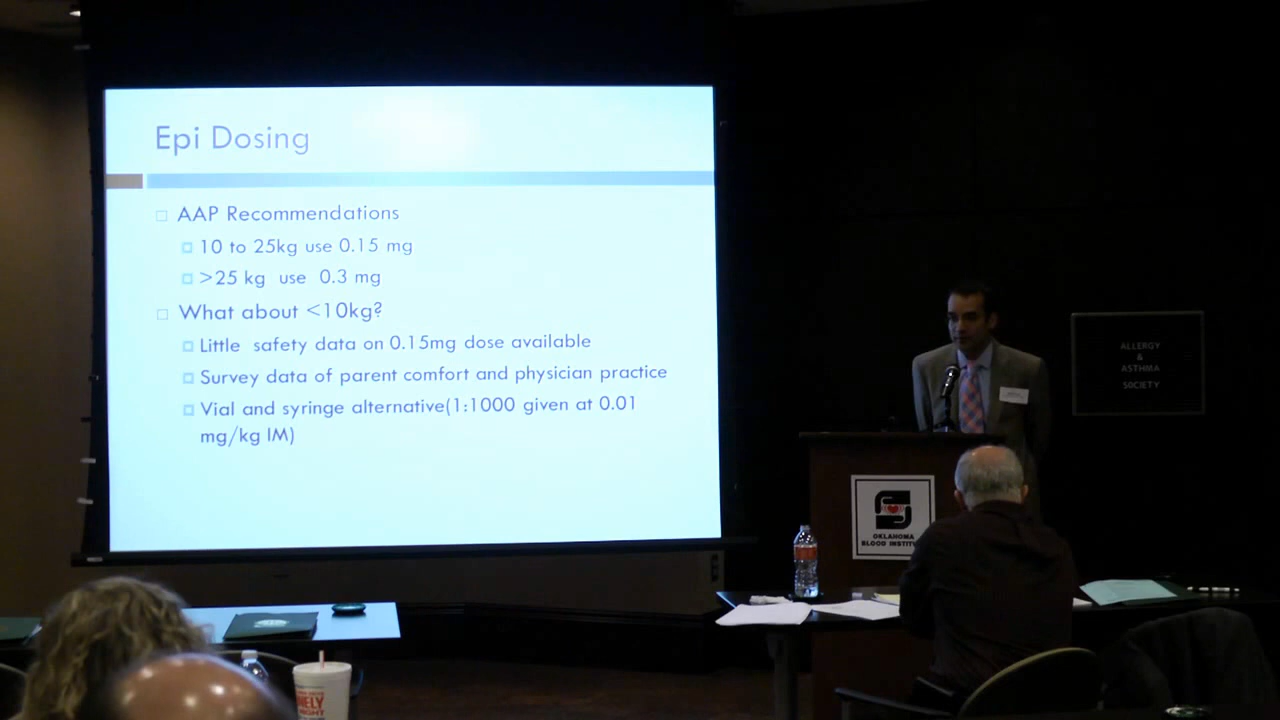 Epi Dosing
AAP Recommendations
10 to 25kg use 0.15 mg
>25 kg use 0.3 mg
What about <10kg?
Little safety data on 0.15mg dose available
Survey data of parent comfort and physician practice
Vial and syringe alternative(1:1000 given at 0.01
mg/kg IM)
ALLERGY
&
ASTHMA
SOCIETY
OKLAHOMA
BLOOD